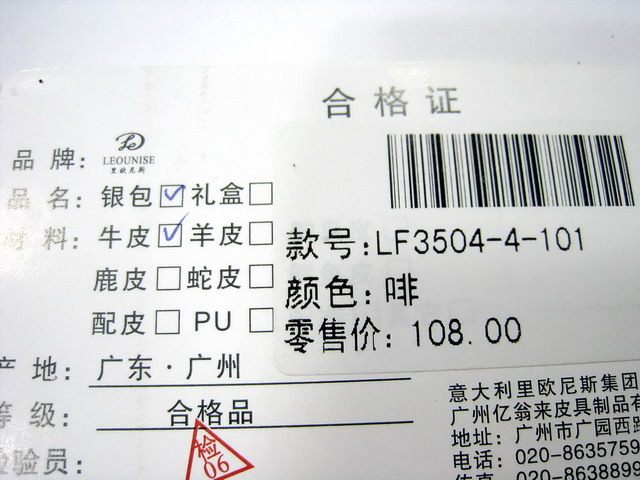 合格证
品牌: LEOUNISE
里欧尼斯
品名: 银包☑礼盒□
材料: 牛皮☑羊皮□
鹿皮□蛇皮□
配皮□PU□
款号:LF3504-4-101
颜色:啡
零售价:108.00
产地: 广东·广州
等级: 合格品
检验员:
检
06
意大利里欧尼斯集团
广州亿翁来皮具制品有
地址:广州市广园西路
电话:020-8635759
传真 020-8638899